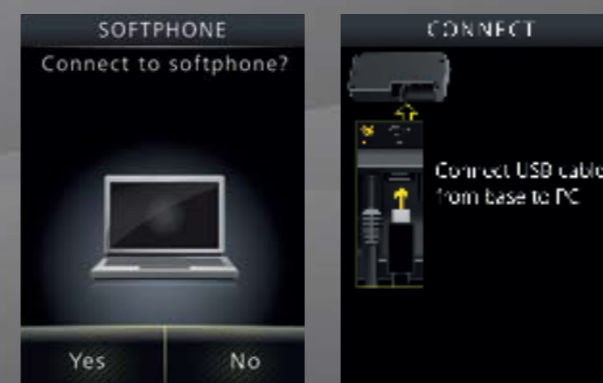 SOFTPHONE
Connect to softphone?
Yes No
CONNECT
Connect USB cable
from base to PC